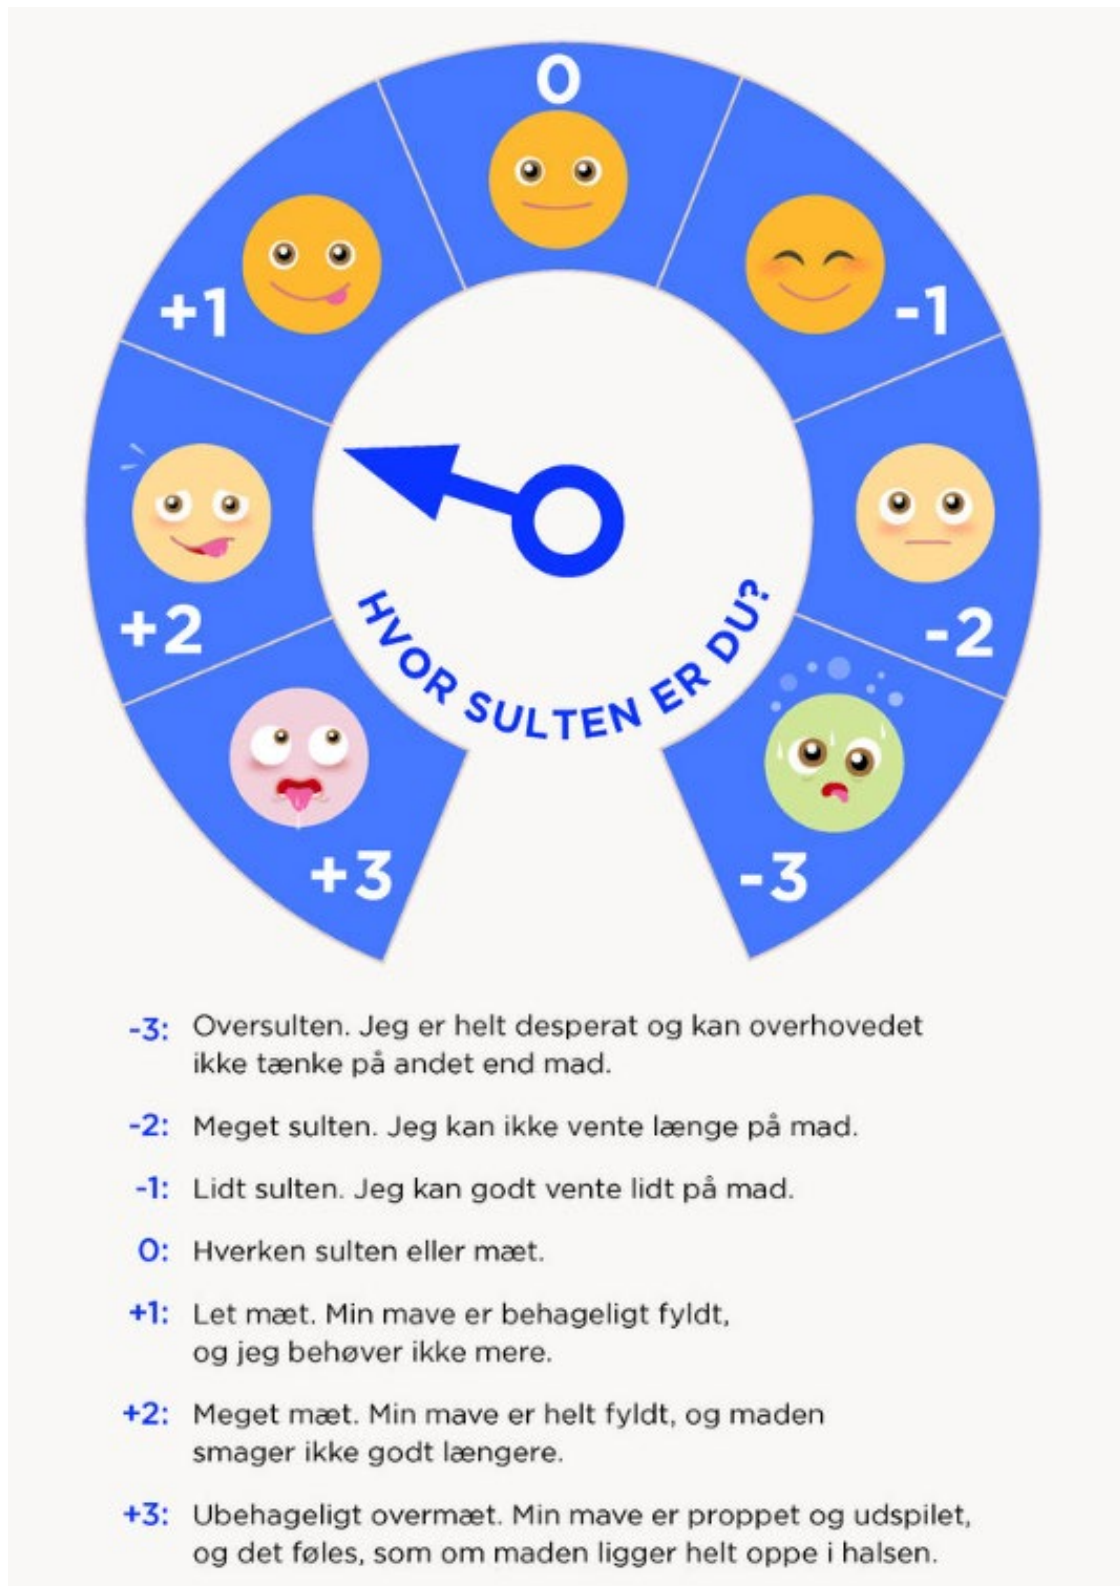 0
+1
-1
+2
-2
+3
-3
HVOR SULTEN ER DU?
-3: Oversulten. Jeg er helt desperat og kan overhovedet
ikke tænke på andet end mad.
-2: Meget sulten. Jeg kan ikke vente længe på mad.
-1: Lidt sulten. Jeg kan godt vente lidt på mad.
0: Hverken sulten eller mæt.
+1: Let mæt. Min mave er behageligt fyldt,
og jeg behøver ikke mere.
+2: Meget mæt. Min mave er helt fyldt, og maden
smager ikke godt længere.
+3: Ubehageligt overmæt. Min mave er proppet og udspilet,
og det føles, som om maden ligger helt oppe i halsen.